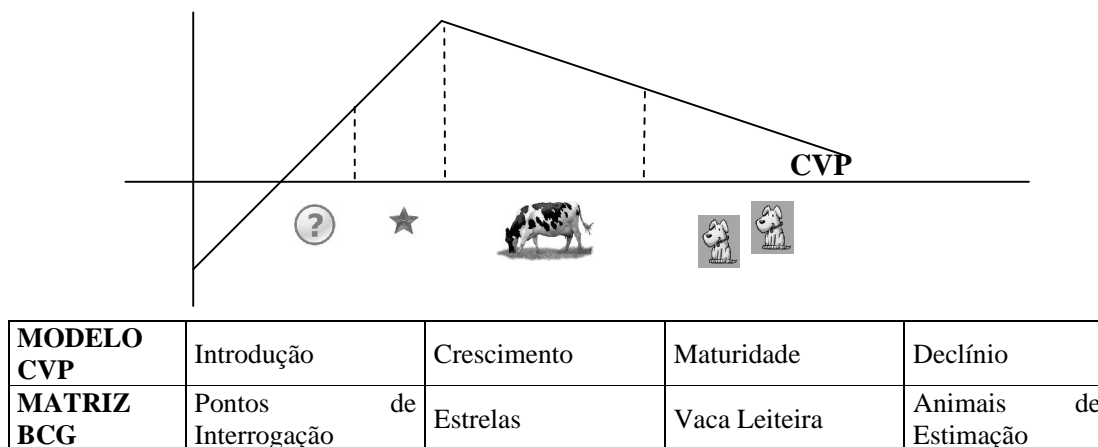 CVP
?
MODELO CVP Introdução Crescimento Maturidade Declínio
MATRIZ BCG Pontos de Interrogação Estrelas Vaca Leiteira Animais de Estimação